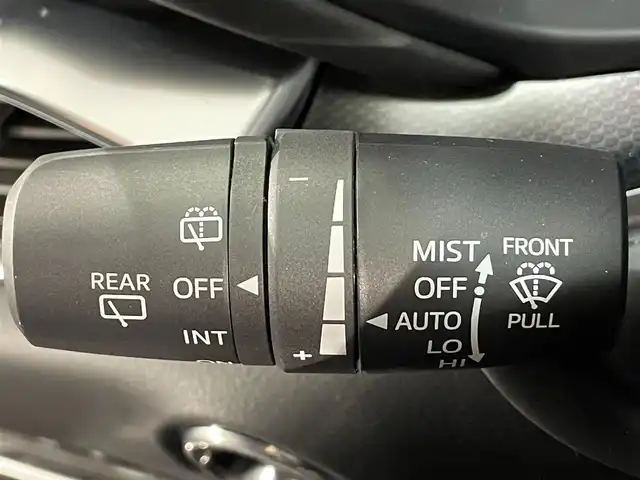 REAR
OFF
INT
−
+
MIST
OFF
AUTO
LO
HI
FRONT
PULL